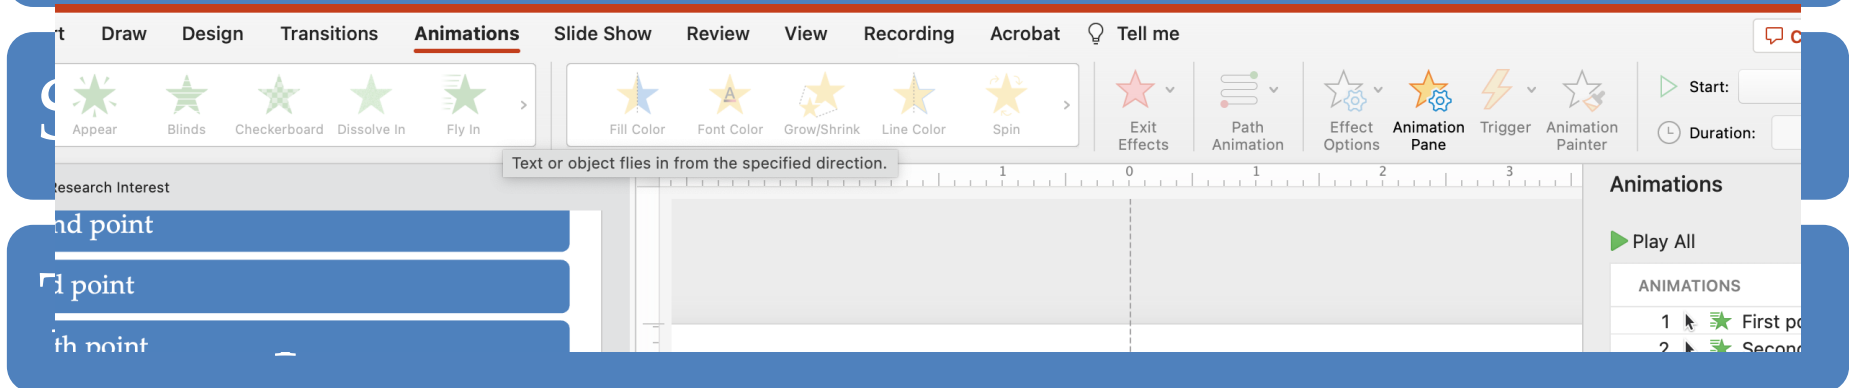 Draw Design Transitions Animations Slide Show Review View Recording Acrobat Tell me
Appear Blinds Checkerboard Dissolve In Fly In Fill Color Font Color Grow/Shrink Line Color Spin
Exit Effects
Path Animation
Effect Options
Animation Pane
Trigger
Animation Painter
Start:
Duration:
Text or object flies in from the specified direction.
Research Interest
1 0 1 2 3
Animations
nd point
Play All
d point
ANIMATIONS
1 First po
th point
2 Second